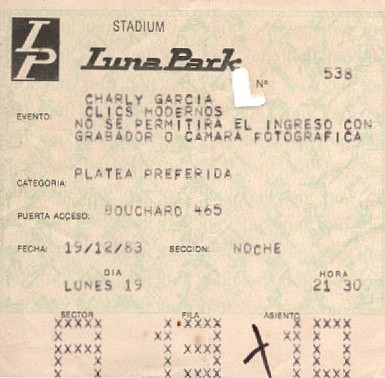 LP
STADIUM
Luna Park
Nº 538
EVENTO: CHARLY GARCIA
CLICS MODERNOS
NO SE PERMITIRA EL INGRESO CON
GRABADOR O CAMARA FOTOGRAFICA
CATEGORIA: PLATEA PREFERIDA
PUERTA ACCESO: BOUCHARD 465
FECHA: 19/12/83 SECCION: NOCHE
DIA HORA
LUNES 19 21 30
SECTOR FILA ASIENTO